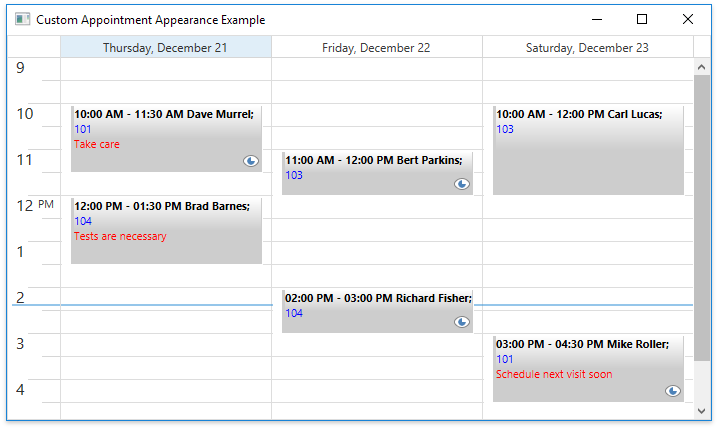 Custom Appointment Appearance Example
Thursday, December 21
Friday, December 22
Saturday, December 23
9
10
11
12 PM
1
2
3
4
10:00 AM - 11:30 AM Dave Murrel;
101
Take care
12:00 PM - 01:30 PM Brad Barnes;
104
Tests are necessary
11:00 AM - 12:00 PM Bert Parkins;
103
02:00 PM - 03:00 PM Richard Fisher;
104
10:00 AM - 12:00 PM Carl Lucas;
103
03:00 PM - 04:30 PM Mike Roller;
101
Schedule next visit soon